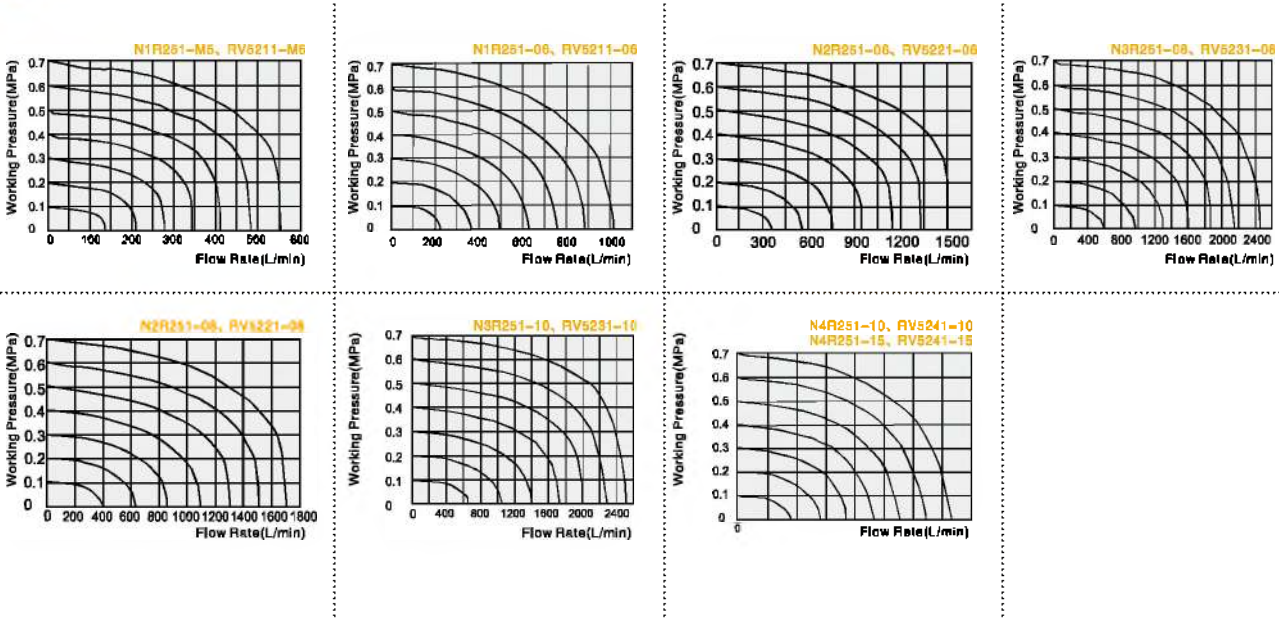 N1R251-M5、RV5211-M5
Working Pressure(MPa)
0.7
0.6
0.5
0.4
0.3
0.2
0.1
0
0 100 200 300 400 500 600
Flow Rate(L/min)
N1R251-06、RV5211-06
Working Pressure(MPa)
0.7
0.6
0.5
0.4
0.3
0.2
0.1
0
0 200 400 600 800 1000
Flow Rate(L/min)
N2R251-06、RV5221-06
Working Pressure(MPa)
0.7
0.6
0.5
0.4
0.3
0.2
0.1
0
0 300 600 900 1200 1500
Flow Rate(L/min)
N3R251-08、RV5231-08
Working Pressure(MPa)
0.7
0.6
0.5
0.4
0.3
0.2
0.1
0
0 400 800 1200 1600 2000 2400
Flow Rate(L/min)
N2R251-08、RV5221-08
Working Pressure(MPa)
0.7
0.6
0.5
0.4
0.3
0.2
0.1
0
0 200 400 600 800 1000 1200 1400 1600 1800
Flow Rate(L/min)
N3R251-10、RV5231-10
Working Pressure(MPa)
0.7
0.6
0.5
0.4
0.3
0.2
0.1
0
0 400 800 1200 1600 2000 2400
Flow Rate(L/min)
N4R251-10、RV5241-10
N4R251-15、RV5241-15
Working Pressure(MPa)
0.7
0.6
0.5
0.4
0.3
0.2
0.1
0
0
Flow Rate(L/min)